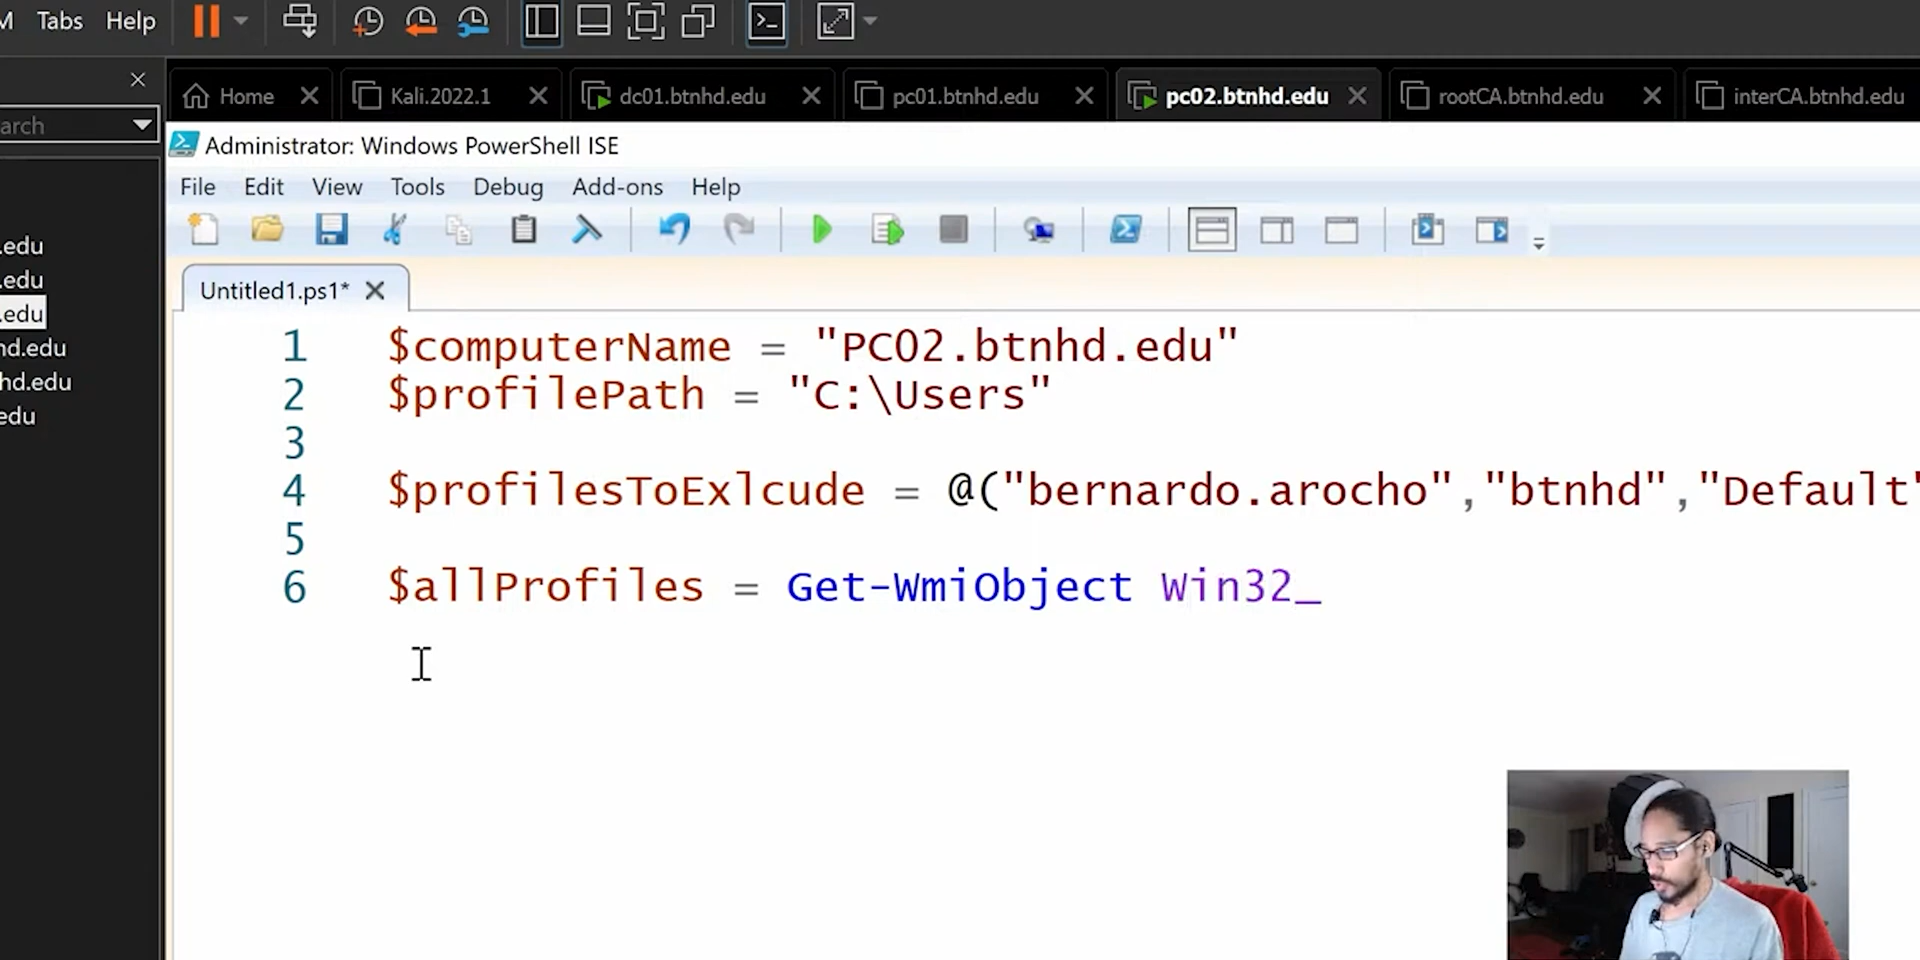 M Tabs Help
Home Kali.2022.1 dc01.btnhd.edu pc01.btnhd.edu pc02.btnhd.edu rootCA.btnhd.edu interCA.btnhd.edu
arch
Administrator: Windows PowerShell ISE
File Edit View Tools Debug Add-ons Help
.edu
.edu
.edu
nd.edu
hd.edu
edu
Untitled1.ps1*
1 $computerName = "PC02.btnhd.edu"
2 $profilePath = "C:\Users"
3
4 $profilesToExlcude = @("bernardo.arocho","btnhd","Default"
5
6 $allProfiles = Get-WmiObject Win32_